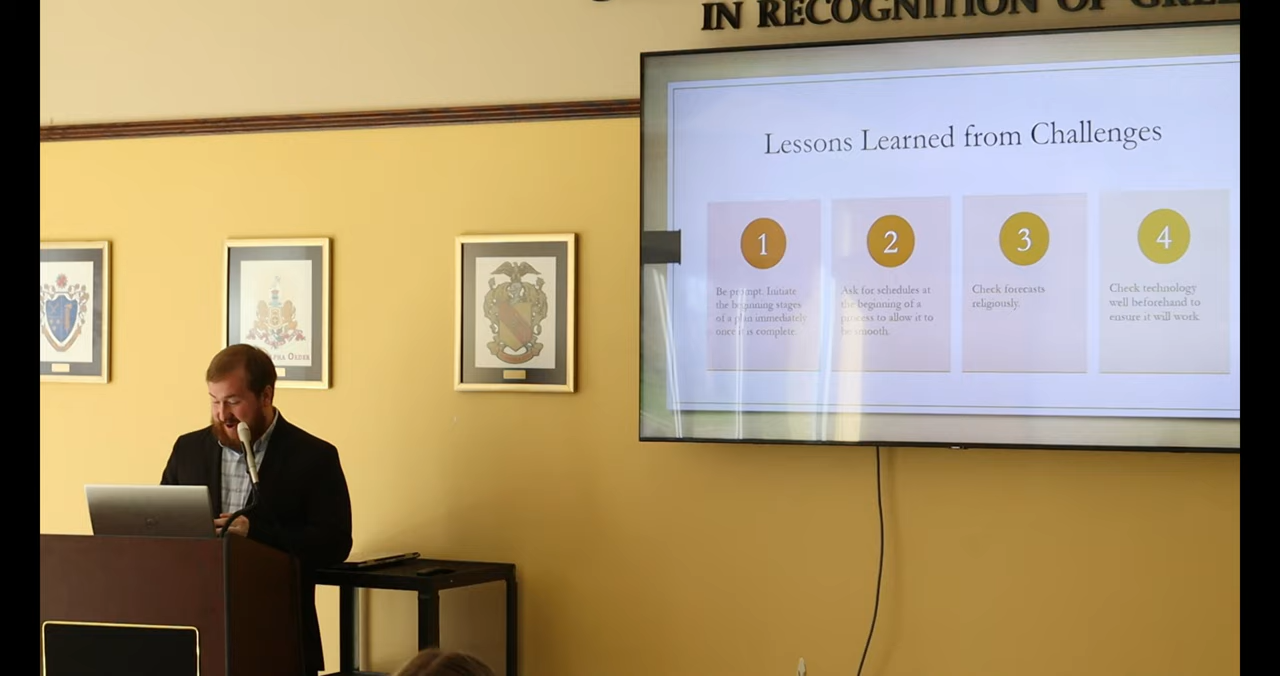 IN RECOGNITION OF
Lessons Learned from Challenges
1
Be prompt. Initiate
the beginning stages
of a plan immediately
once it is complete.
2
Ask for schedules at
the beginning of a
process to allow it to
be smooth.
3
Check forecasts
religiously.
4
Check technology
well beforehand to
ensure it will work.
ORDER